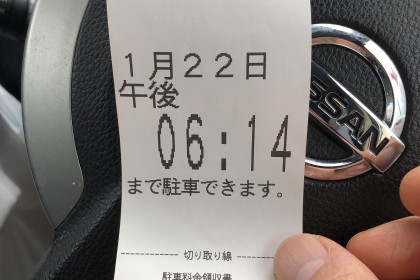 1月22日
午後
06:14
まで駐車できます。
切り取り線
駐車料金領収書
NISSAN